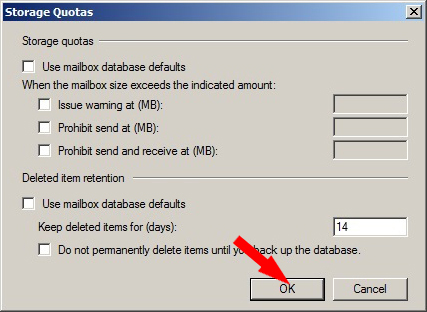 Storage Quotas
Storage quotas
Use mailbox database defaults
When the mailbox size exceeds the indicated amount:
Issue warning at (MB):
Prohibit send at (MB):
Prohibit send and receive at (MB):
Deleted item retention
Use mailbox database defaults
Keep deleted items for (days): 14
Do not permanently delete items until you back up the database.
OK Cancel